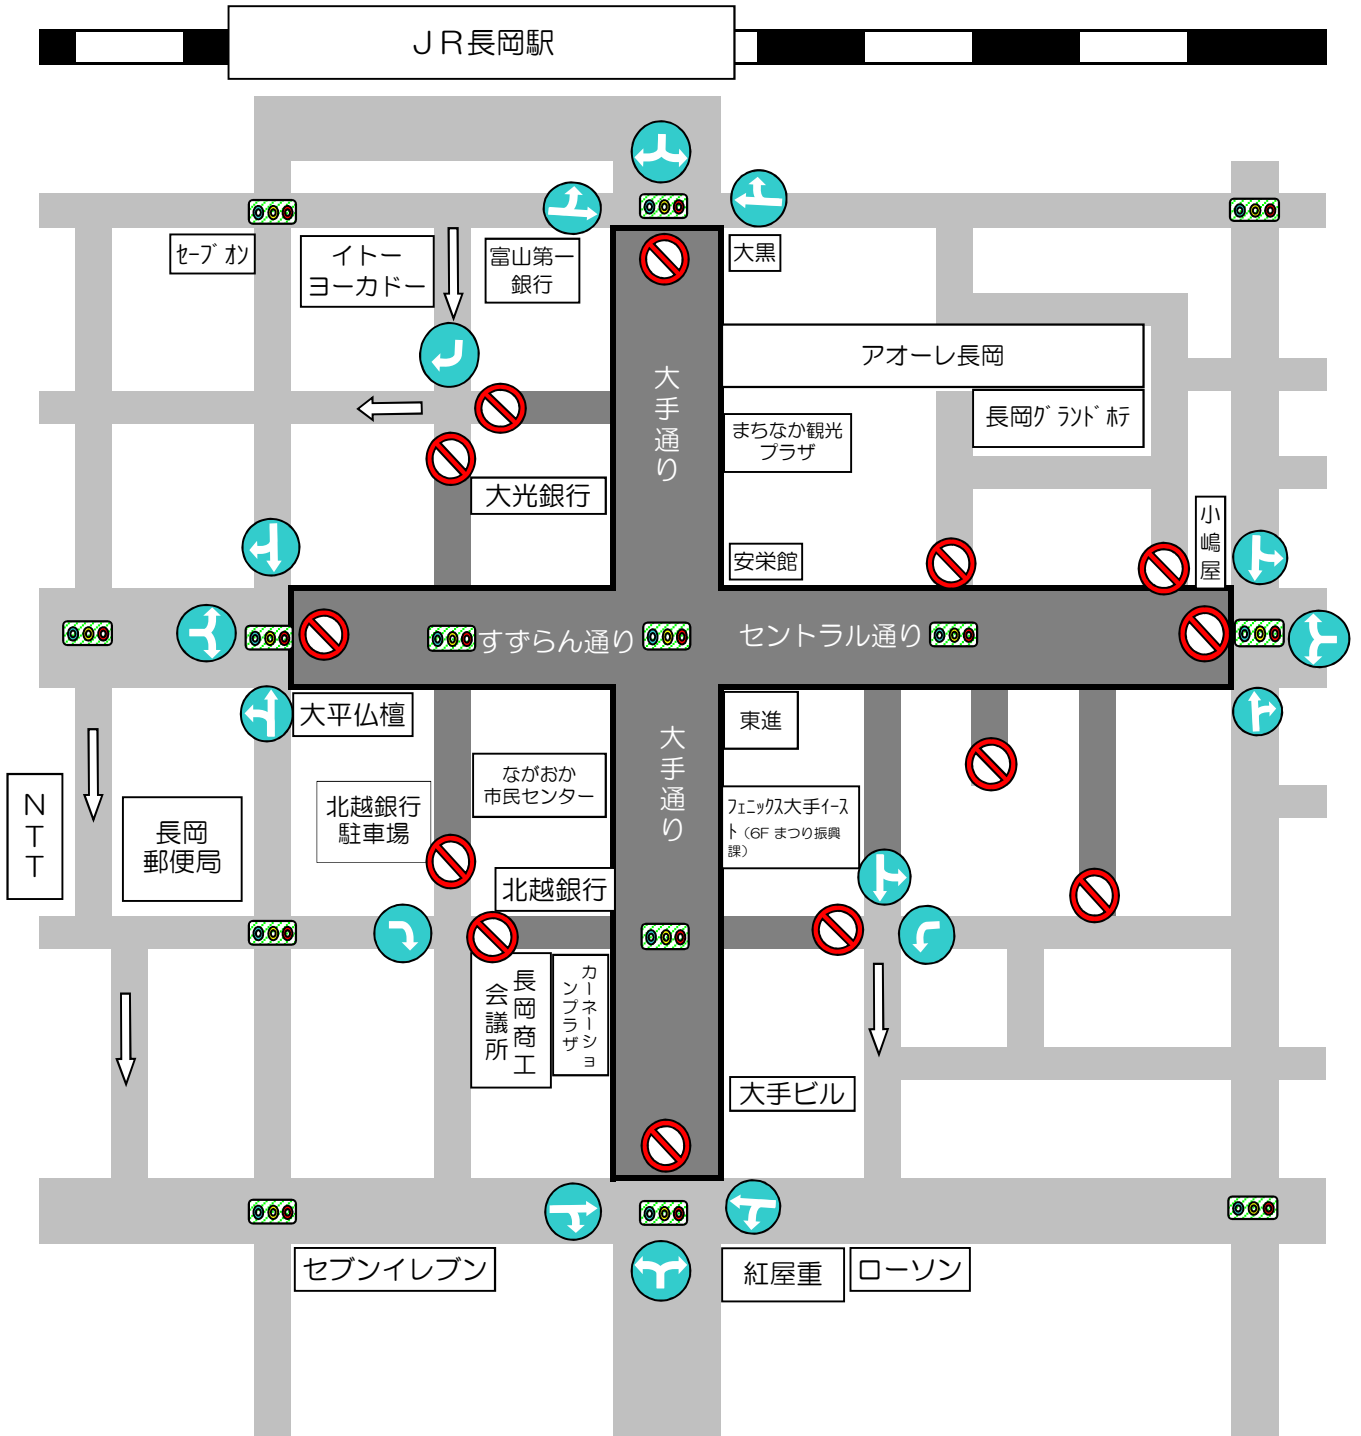 ＪＲ長岡駅
セーブオン
イトー
ヨーカドー
富山第一
銀行
大黒
アオーレ長岡
長岡グランドホテ
大手通り
まちなか観光
プラザ
大光銀行
小嶋屋
安栄館
すずらん通り
セントラル通り
大平仏檀
東進
大手通り
ながおか
市民センター
ＮＴＴ
長岡
郵便局
北越銀行
駐車場
フェニックス大手イース
ト（6F まつり振興
課）
北越銀行
長岡商工
会議所
カーネーショ
ンプラザ
大手ビル
セブンイレブン
紅屋重
ローソン